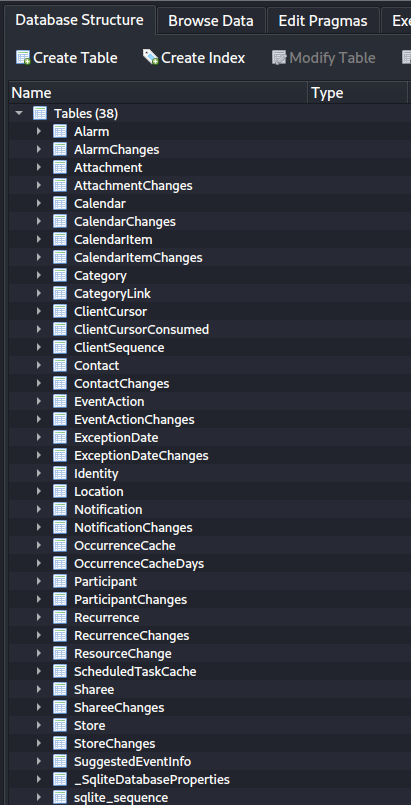 Database Structure Browse Data Edit Pragmas
Create Table Create Index Modify Table
Name Type
Tables (38)
Alarm
AlarmChanges
Attachment
AttachmentChanges
Calendar
CalendarChanges
CalendarItem
CalendarItemChanges
Category
CategoryLink
ClientCursor
ClientCursorConsumed
ClientSequence
Contact
ContactChanges
EventAction
EventActionChanges
ExceptionDate
ExceptionDateChanges
Identity
Location
Notification
NotificationChanges
OccurrenceCache
OccurrenceCacheDays
Participant
ParticipantChanges
Recurrence
RecurrenceChanges
ResourceChange
ScheduledTaskCache
Sharee
ShareeChanges
Store
StoreChanges
SuggestedEventInfo
_SqliteDatabaseProperties
sqlite_sequence